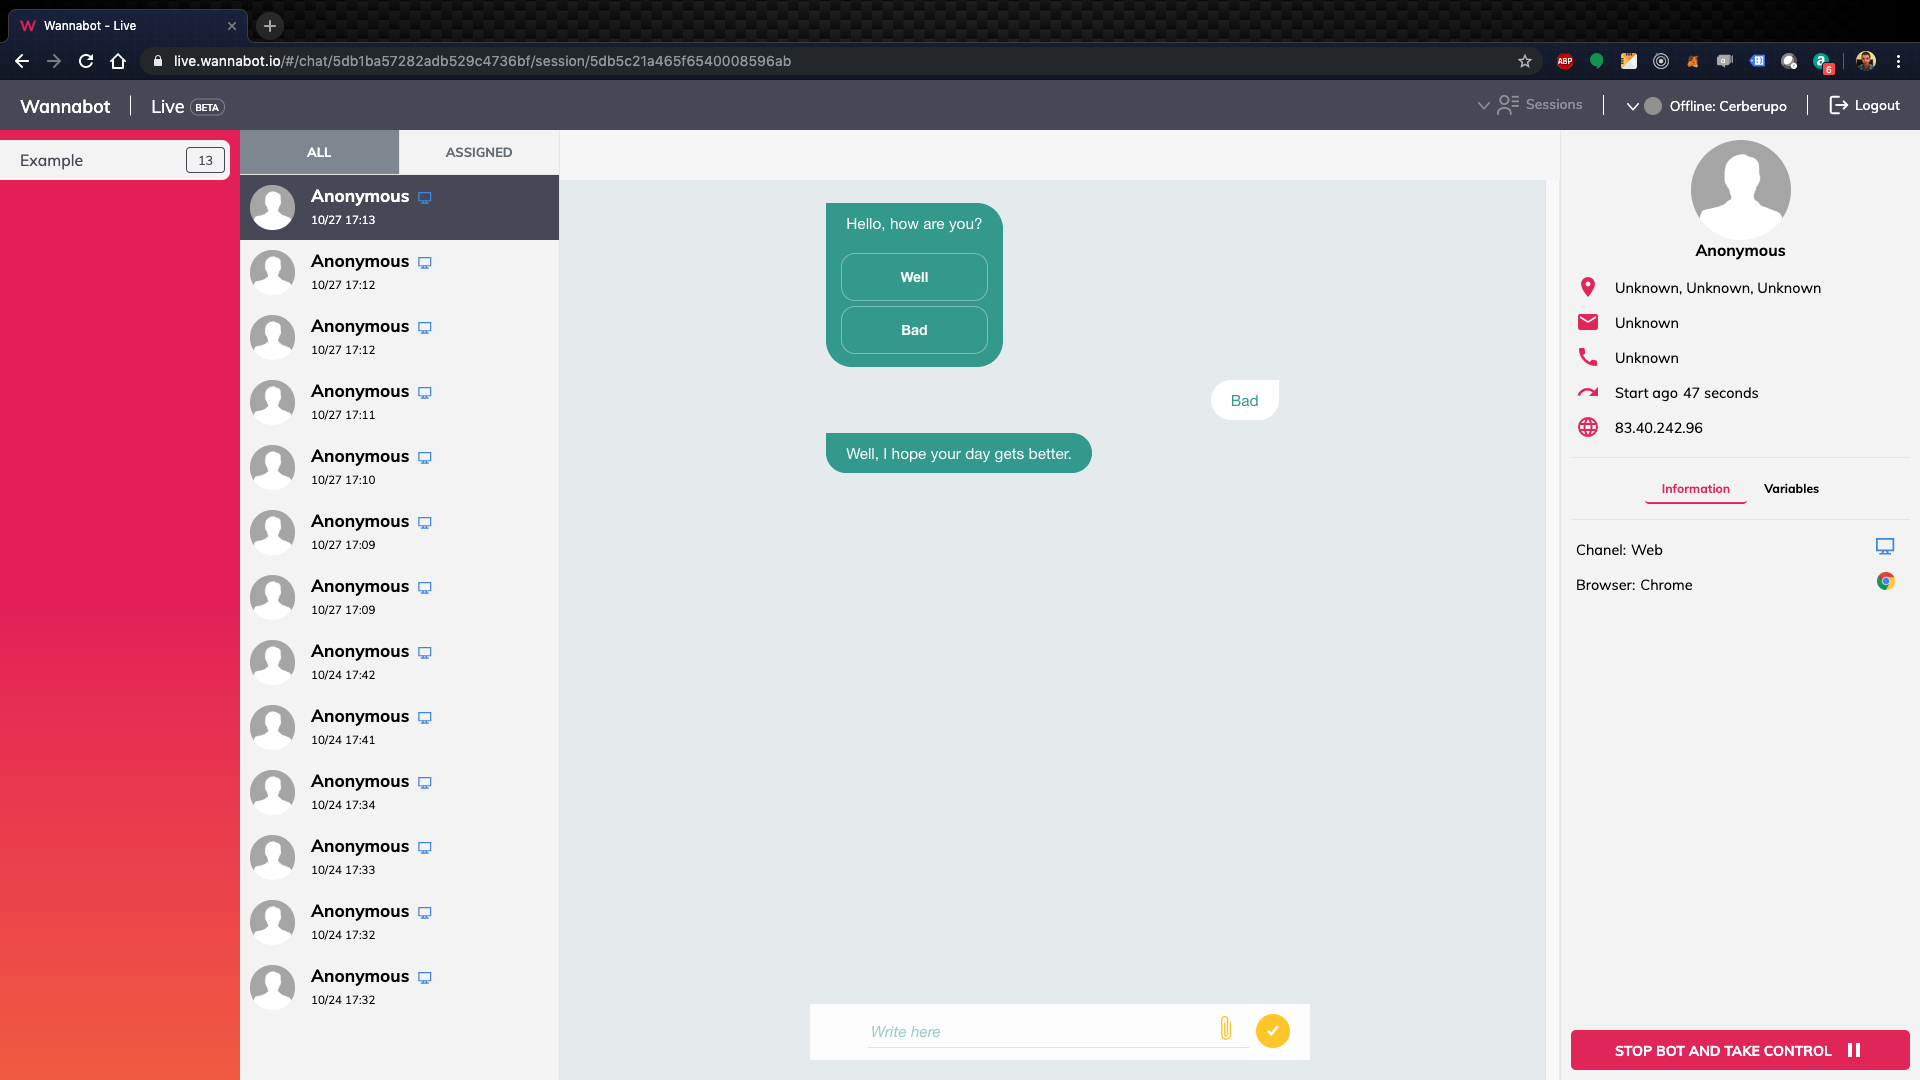 Wannabot - Live
live.wannabot.io/#/chat/5db1ba57282adb529c4736bf/session/5db5c21a465f6540008596ab
ABP
6
Wannabot
Live BETA
Sessions
Offline: Cerberupo
Logout
Example 13
ALL
ASSIGNED
Anonymous
10/27 17:13
Anonymous
10/27 17:12
Anonymous
10/27 17:12
Anonymous
10/27 17:11
Anonymous
10/27 17:10
Anonymous
10/27 17:09
Anonymous
10/27 17:09
Anonymous
10/24 17:42
Anonymous
10/24 17:41
Anonymous
10/24 17:34
Anonymous
10/24 17:33
Anonymous
10/24 17:32
Anonymous
10/24 17:32
Hello, how are you?
Well
Bad
Bad
Well, I hope your day gets better.
Write here
Anonymous
Unknown, Unknown, Unknown
Unknown
Unknown
Start ago 47 seconds
83.40.242.96
Information
Variables
Chanel: Web
Browser: Chrome
STOP BOT AND TAKE CONTROL